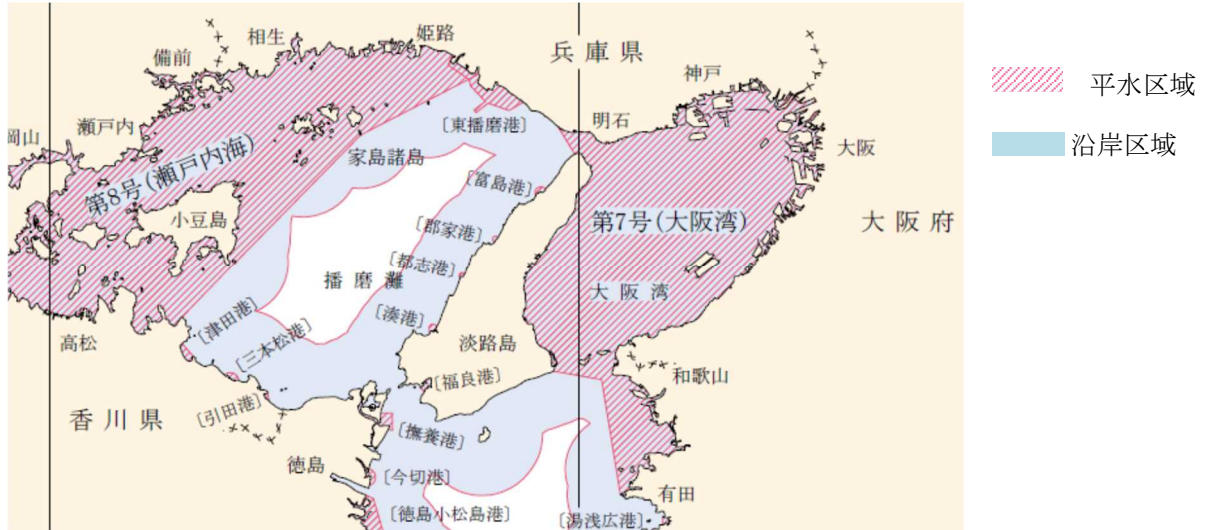 姫路
相生
兵庫県
備前
神戸
平水区域
瀬戸内
〔東播磨港〕
明石
岡山
沿岸区域
大阪
家島諸島
第8号(瀬戸内海)
〔富島港〕
小豆島
第7号(大阪湾)
大阪府
〔郡家港〕
〔都志港〕
播磨灘
大阪湾
〔津田港〕
〔湊港〕
高松
〔三本松港〕
淡路島
和歌山
〔福良港〕
〔引田港〕
香川県
〔撫養港〕
徳島
〔今切港〕
有田
〔徳島小松島港〕
〔湯浅広港〕